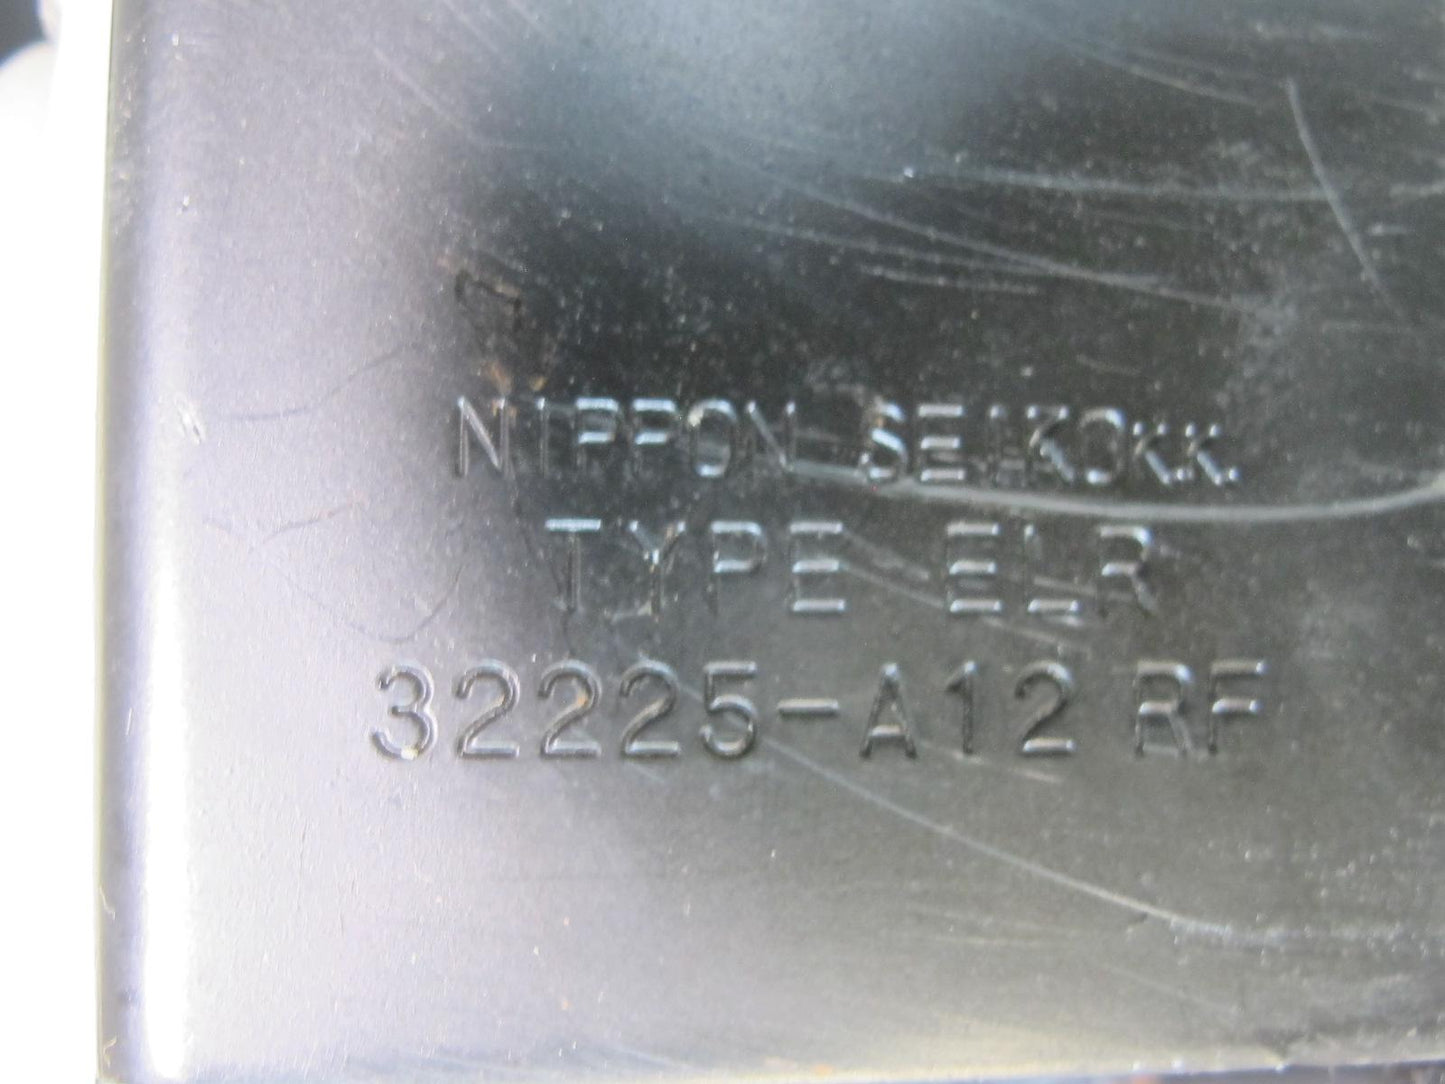 NIPPON SEIKO K.K.
TYPE ELR
32225-A12 RF